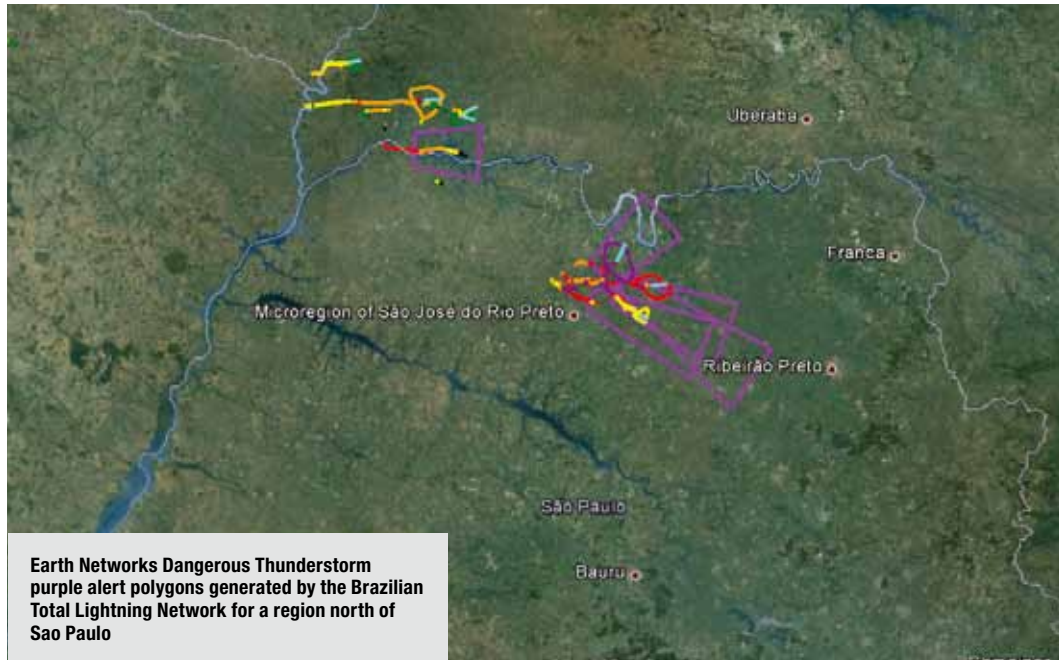 Uberaba
Franca
Microregion of São José do Rio Preto
Ribeirão Preto
São Paulo
Bauru
Earth Networks Dangerous Thunderstorm
purple alert polygons generated by the Brazilian
Total Lightning Network for a region north of
Sao Paulo